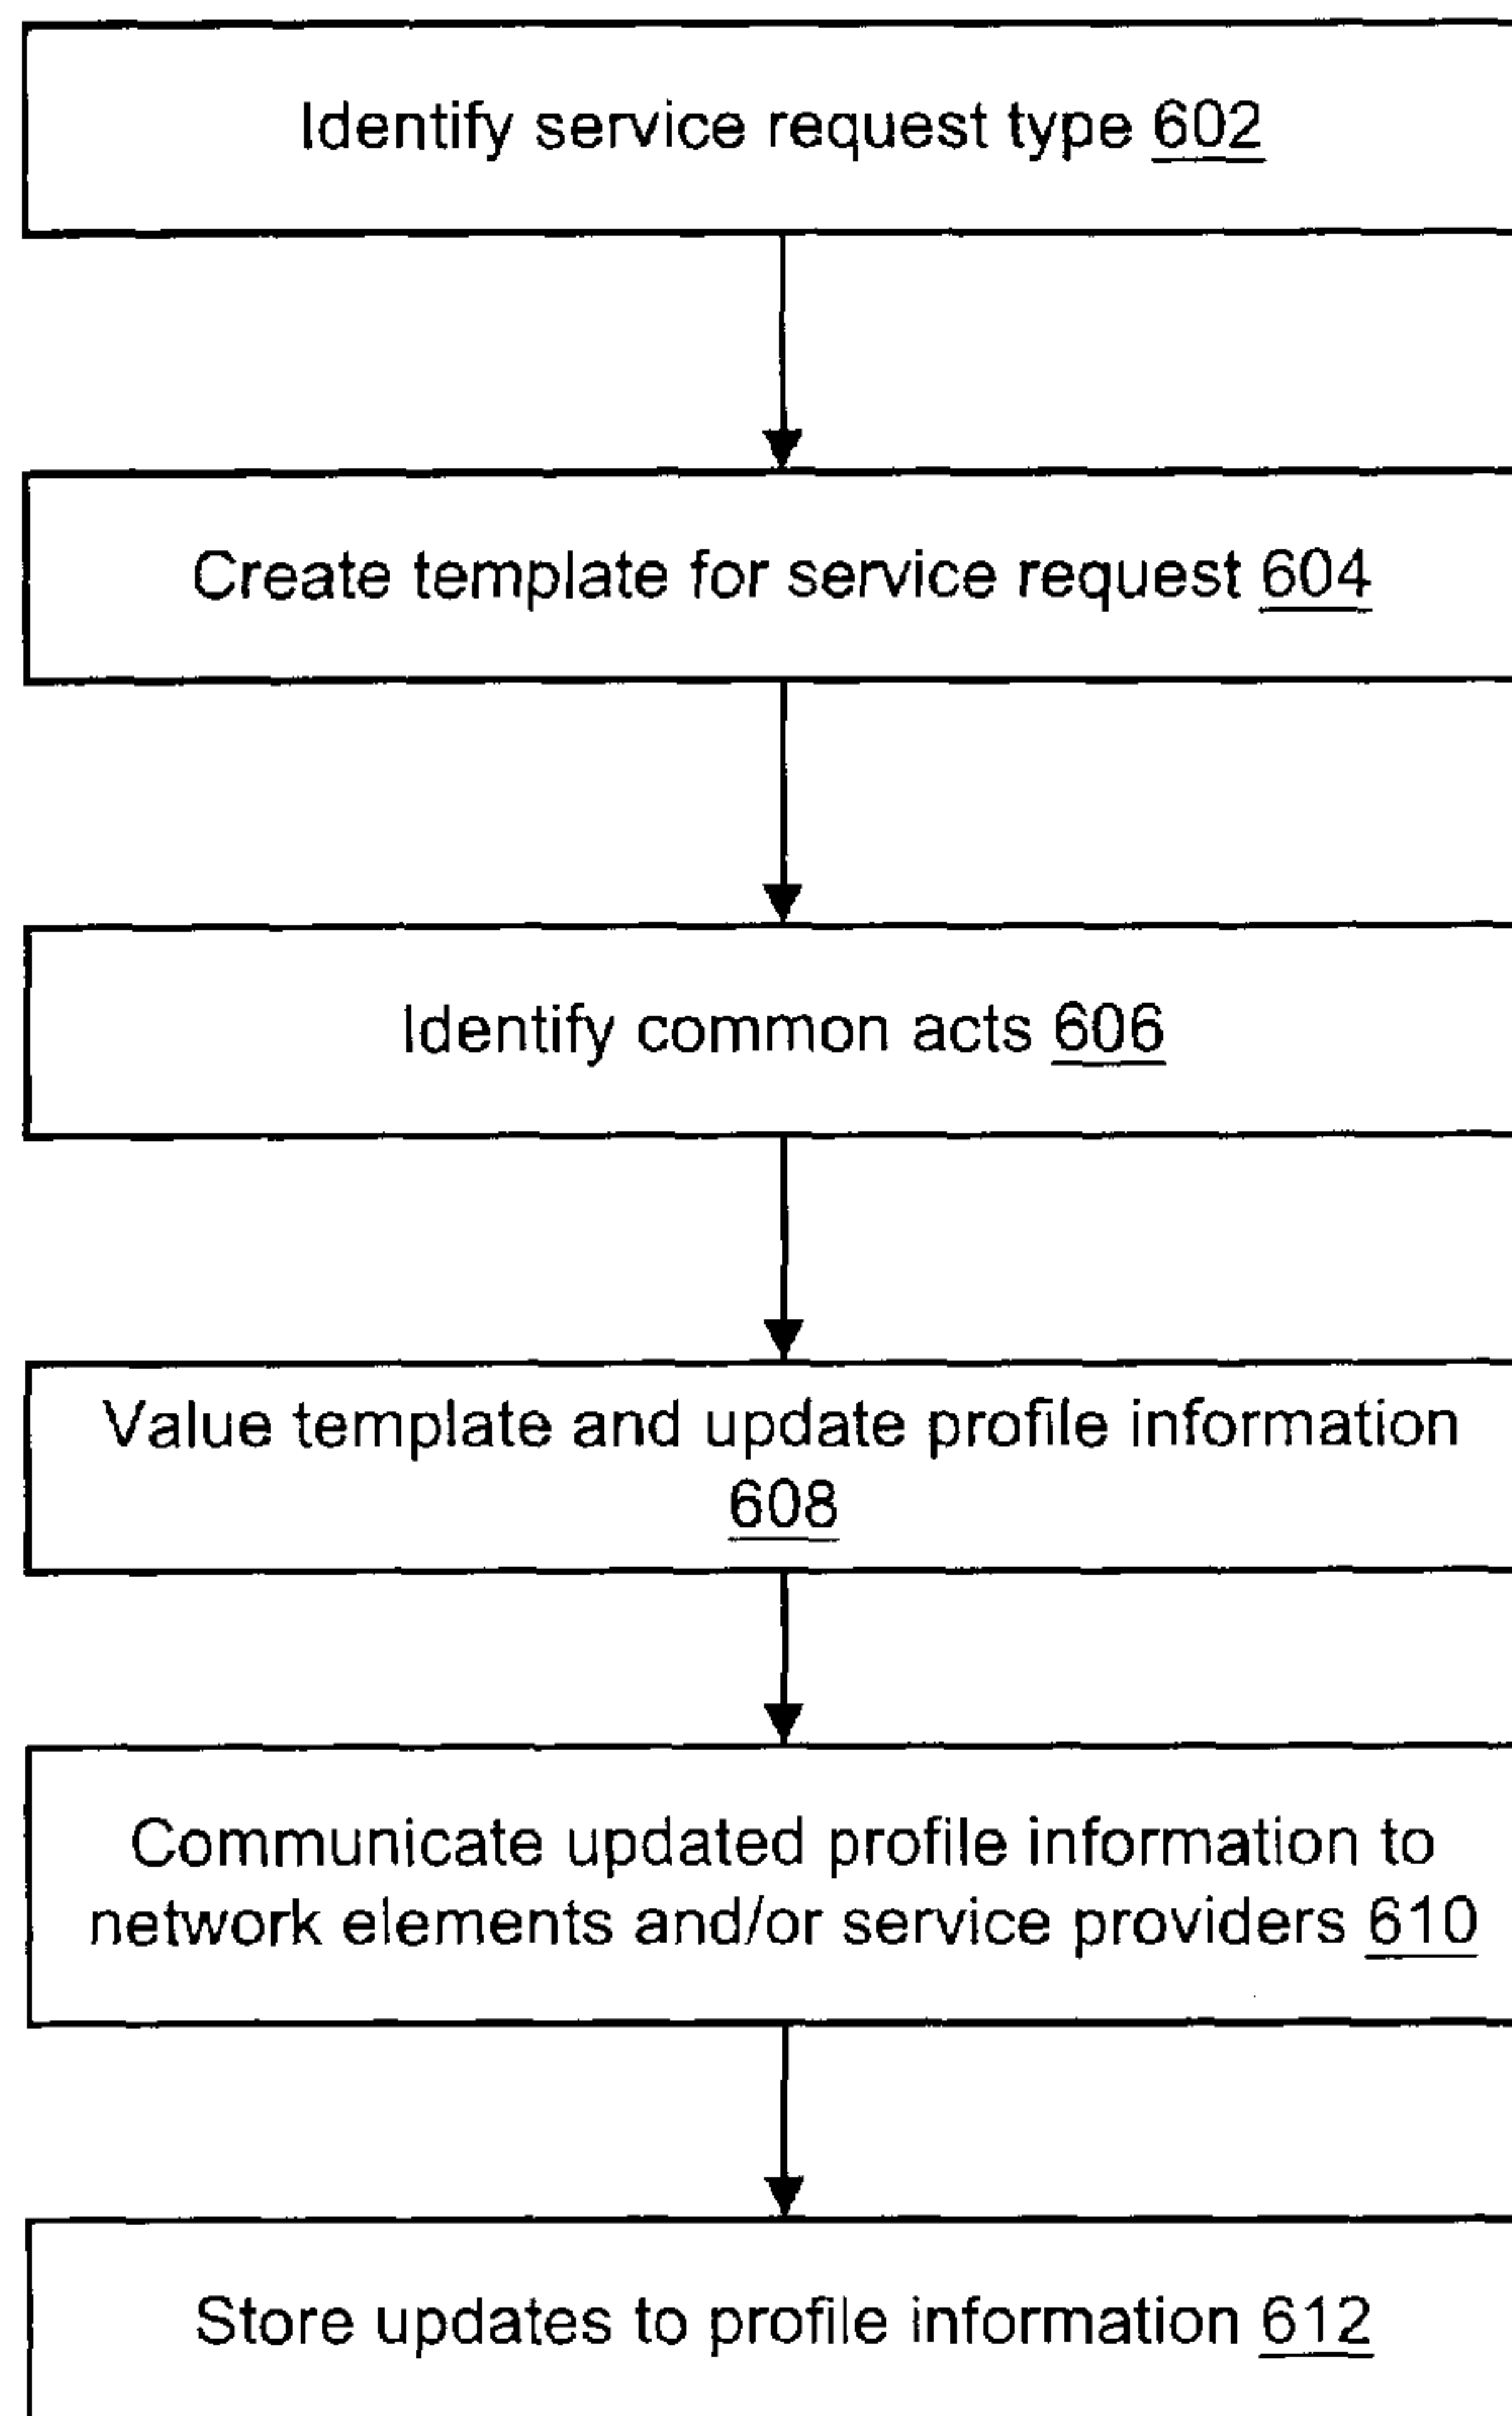 Identify service request type 602
Create template for service request 604
Identify common acts 606
Value template and update profile information
608
Communicate updated profile information to
network elements and/or service providers 610
Store updates to profile information 612